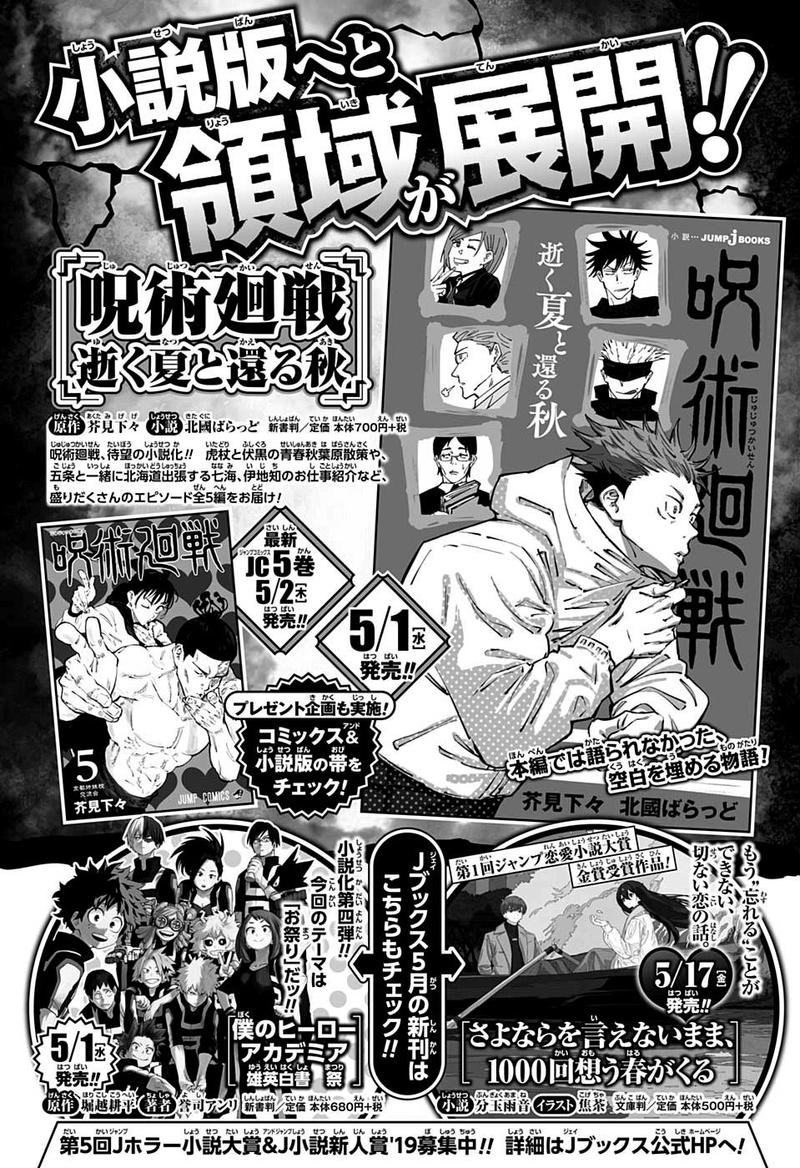 小説版へと
領域が展開!!
呪術廻戦
逝く夏と還る秋
原作 芥見下々 小説 北國ばらっど 新書判/定価 本体700円+税
呪術廻戦、待望の小説化!! 虎杖と伏黒の青春秋葉原散策や、
五条と一緒に北海道出張する七海、伊地知のお仕事紹介など、
盛りだくさんのエピソード全5編をお届け!
小説… JUMP j BOOKS
呪術廻戦
じゅじゅつかいせん
逝く夏と還る秋
芥見下々 北國ばらっど
本編では語られなかった、
空白を埋める物語!
5/1[水]
発売!!
最新
JC5巻
5/2[木]
発売!!
呪術廻戦
5
京都姉妹校
交流会
芥見下々
JUMP COMICS
プレゼント企画も実施!
コミックス&
小説版の帯を
チェック!
Jブックス5月の新刊は
こちらもチェック!!
小説化第四弾!!
今回のテーマは
「お祭りだッ!!」
5/1[水]
発売!!
僕のヒーロー
アカデミア
雄英白書 祭
原作 堀越耕平 著者 誉司アンリ 新書判/定価 本体680円+税
第1回ジャンプ恋愛小説大賞
金賞受賞作品!
もう“忘れる”ことが
できない、
切ない恋の話。
5/17[金]
発売!!
さよならを言えないまま、
1000回想う春がくる
小説 分玉雨音 イラスト 焦茶 文庫判/定価 本体500円+税
第5回Jホラー小説大賞&J小説新人賞'19募集中!! 詳細はJブックス公式HPへ!